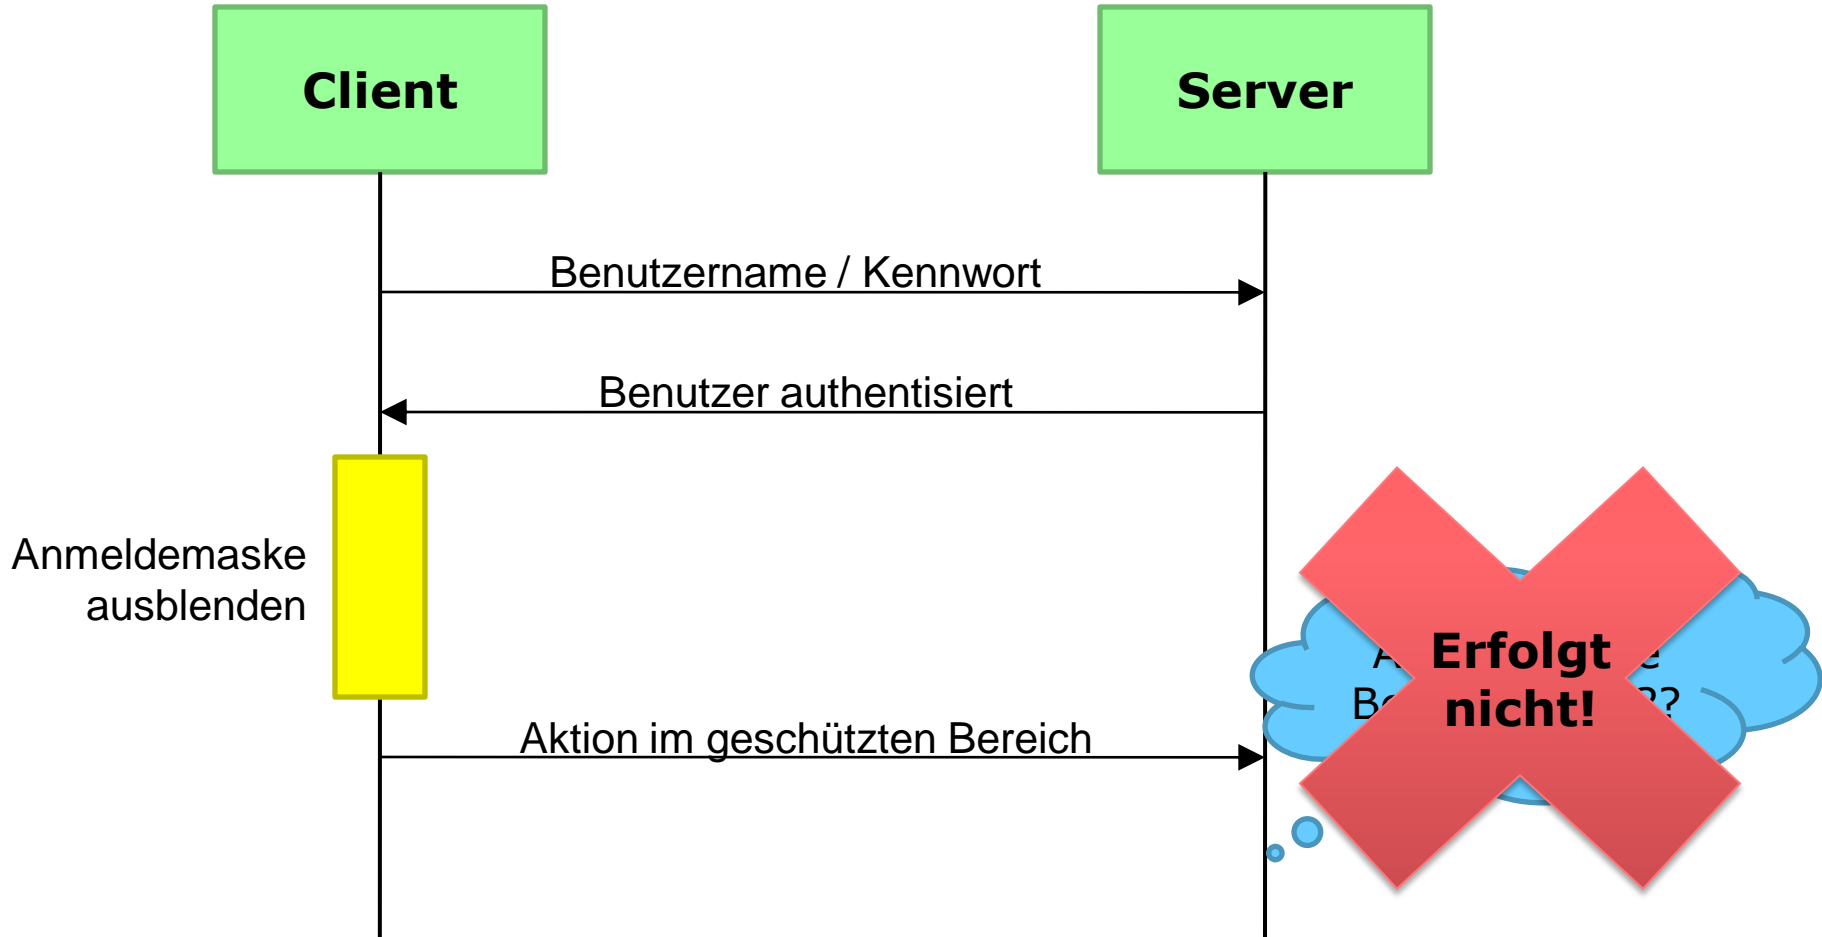 Client
Server
Benutzername / Kennwort
Benutzer authentisiert
Anmeldemaske
ausblenden
Erfolgt
nicht!
Aktion im geschützten Bereich